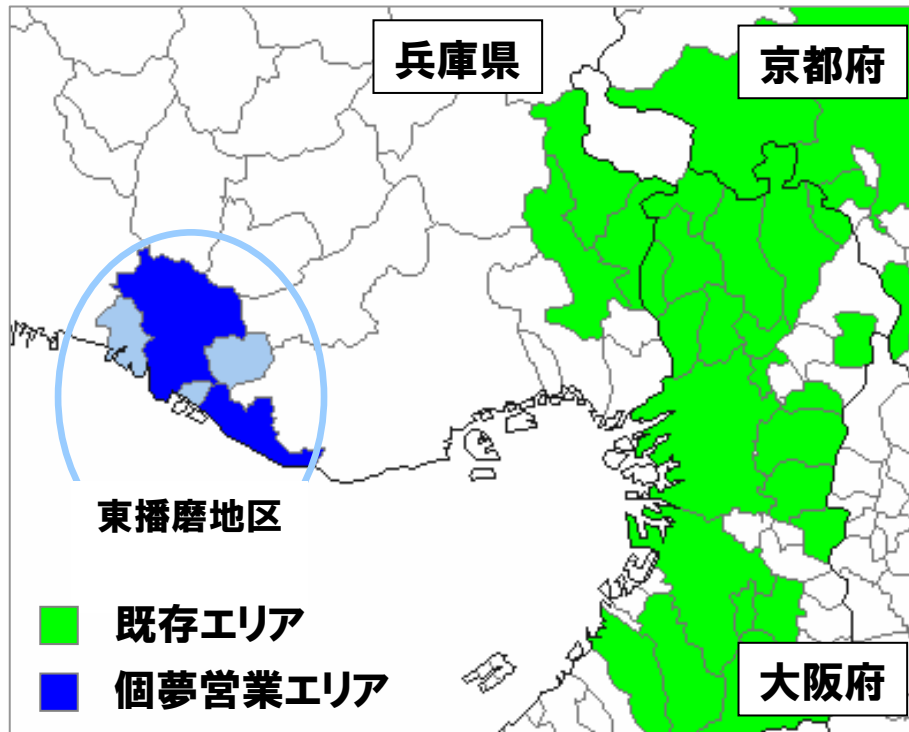 兵庫県
京都府
東播磨地区
既存エリア
個夢営業エリア
大阪府